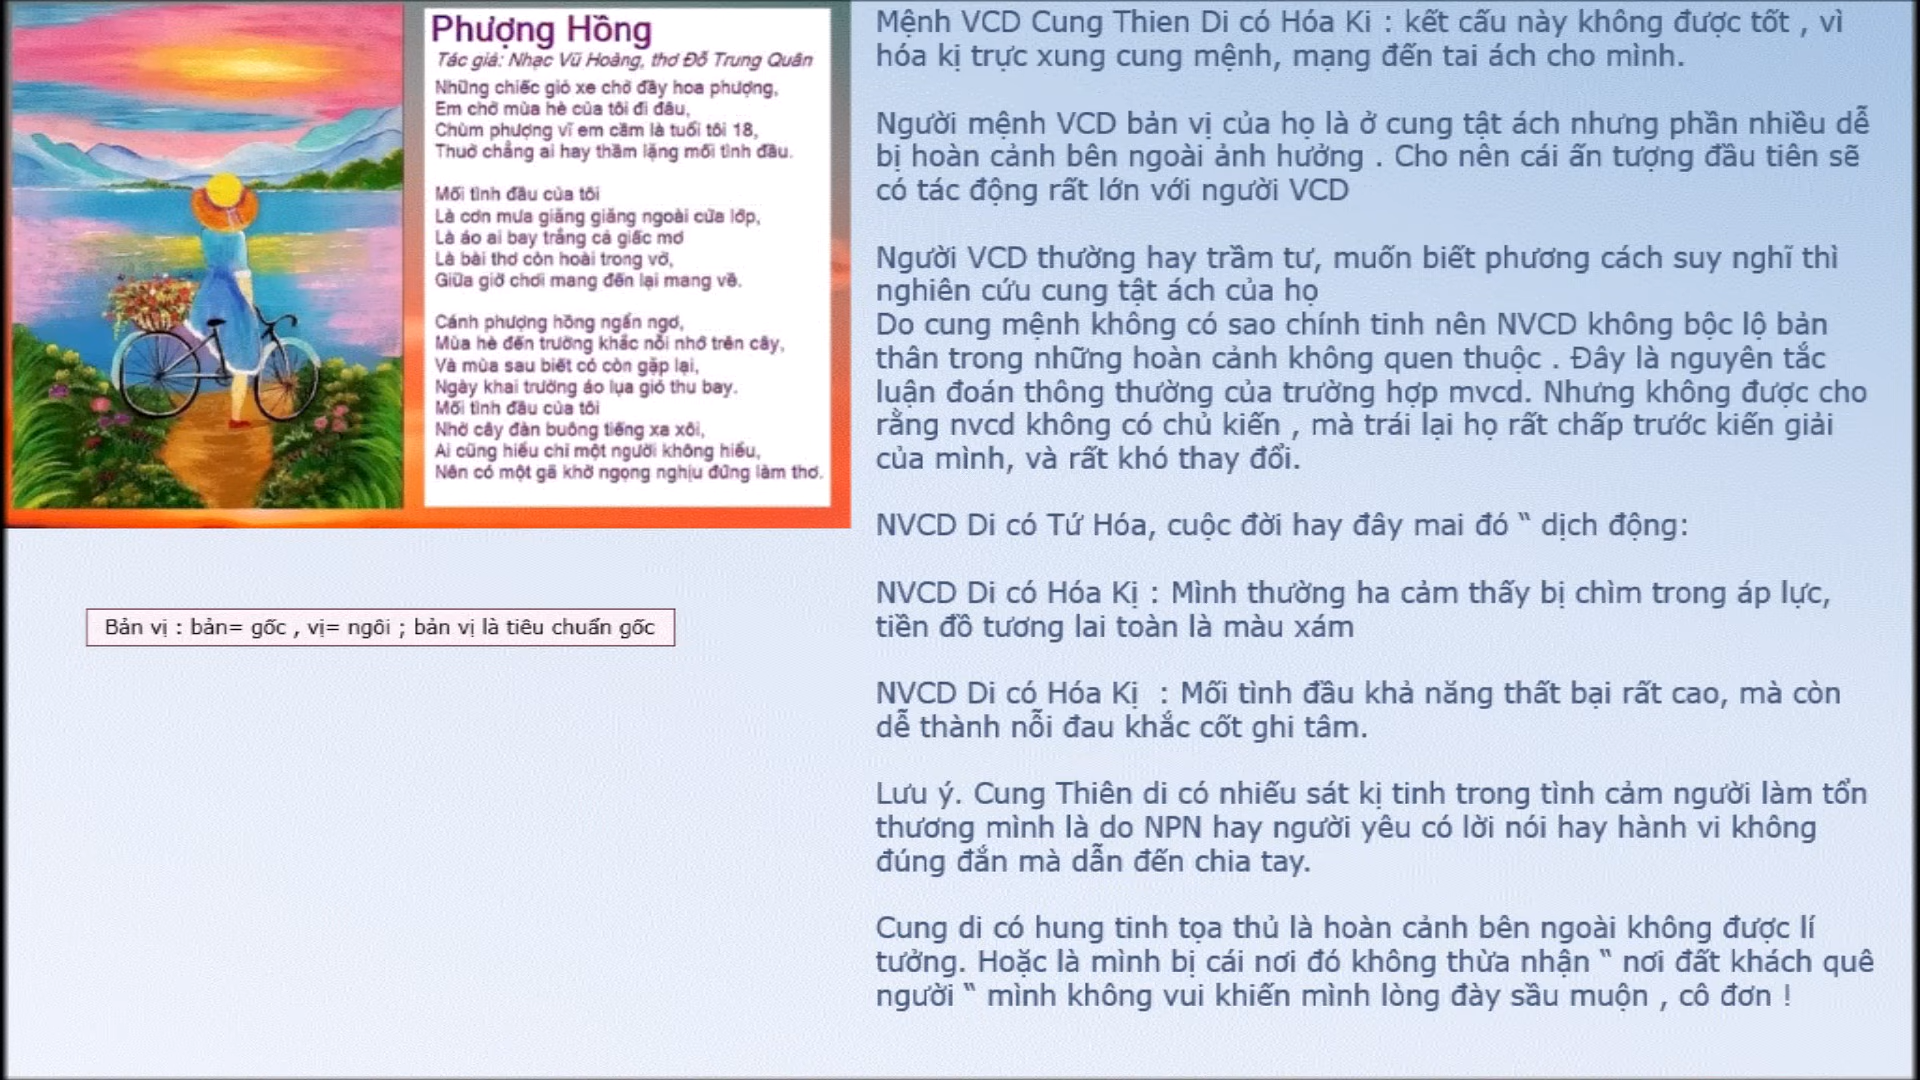 Phượng Hồng
Tác giả: Nhạc Vũ Hoàng, thơ Đỗ Trung Quân
Những chiếc giỏ xe chở đầy hoa phượng,
Em chở mùa hè của tôi đi đâu,
Chùm phượng vĩ em cầm là tuổi tôi 18,
Thuở chẳng ai hay thầm lặng mối tình đầu.
Mối tình đầu của tôi
Là cơn mưa giăng giăng ngoài cửa lớp,
Là áo ai bay trắng cả giấc mơ
Là bài thơ còn hoài trong vở,
Giữa giờ chơi mang đến lại mang về.
Cánh phượng hồng ngẩn ngơ,
Mùa hè đến trường khắc nỗi nhớ trên cây,
Và mùa sau biết có còn gặp lại,
Ngày khai trường áo lụa gió thu bay.
Mối tình đầu của tôi
Nhờ cây đàn buông tiếng xa xôi,
Ai cũng hiểu chỉ một người không hiểu,
Nên có một gã khờ ngọng nghịu đứng làm thơ.
Bản vị : bản= gốc , vị= ngôi ; bản vị là tiêu chuẩn gốc
Mệnh VCD Cung Thien Di có Hóa Ki : kết cấu này không được tốt , vì
hóa kị trực xung cung mệnh, mạng đến tai ách cho mình.
Người mệnh VCD bản vị của họ là ở cung tật ách nhưng phần nhiều dễ
bị hoàn cảnh bên ngoài ảnh hưởng . Cho nên cái ấn tượng đầu tiên sẽ
có tác động rất lớn với người VCD
Người VCD thường hay trầm tư, muốn biết phương cách suy nghĩ thì
nghiên cứu cung tật ách của họ
Do cung mệnh không có sao chính tinh nên NVCD không bộc lộ bản
thân trong những hoàn cảnh không quen thuộc . Đây là nguyên tắc
luận đoán thông thường của trường hợp mvcd. Nhưng không được cho
rằng nvcd không có chủ kiến , mà trái lại họ rất chấp trước kiến giải
của mình, và rất khó thay đổi.
NVCD Di có Tứ Hóa, cuộc đời hay đây mai đó “ dịch động:
NVCD Di có Hóa Kị : Mình thường ha cảm thấy bị chìm trong áp lực,
tiền đồ tương lai toàn là màu xám
NVCD Di có Hóa Kị  : Mối tình đầu khả năng thất bại rất cao, mà còn
dễ thành nỗi đau khắc cốt ghi tâm.
Lưu ý. Cung Thiên di có nhiếu sát kị tinh trong tình cảm người làm tổn
thương mình là do NPN hay người yêu có lời nói hay hành vi không
đúng đắn mà dẫn đến chia tay.
Cung di có hung tinh tọa thủ là hoàn cảnh bên ngoài không được lí
tưởng. Hoặc là mình bị cái nơi đó không thừa nhận “ nơi đất khách quê
người “ mình không vui khiến mình lòng đày sầu muộn , cô đơn !